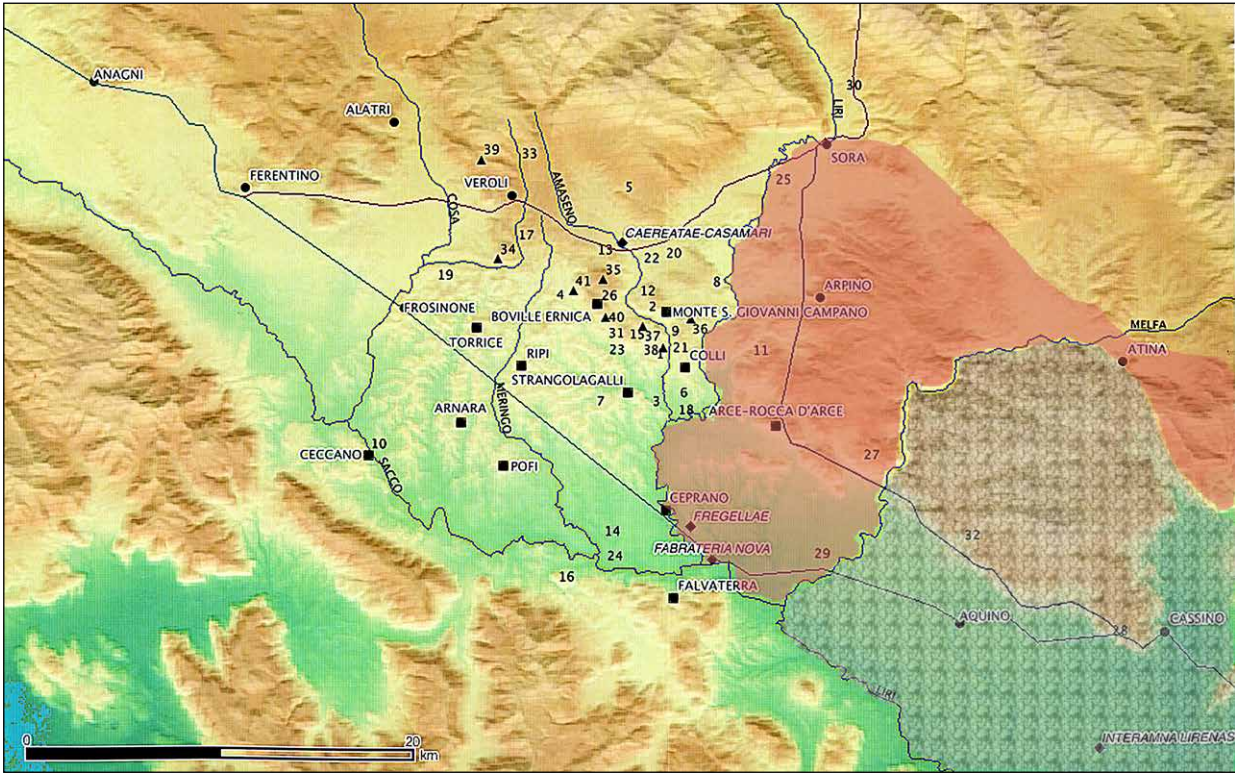 ANAGNI
ALATRI
LIRI
30
39
33
SORA
FERENTINO
VEROLI
AMASENO
5
25
COSA
17
CAEREATAE-CASAMARI
13
22
20
34
19
35
8
41
4
26
12
2
ARPINO
FROSINONE
BOVILLE ERNICA
40
MONTE S. GIOVANNI CAMPANO
MELFA
TORRICE
31
15
37
9
36
23
38
1
21
11
ATINA
RIPI
COLLI
STRANGOLAGALLI
MERINGO
7
3
6
18
ARNARA
ARCE-ROCCA D'ARCE
10
CECCANO
27
SACCO
POFI
CEPRANO
FREGELLAE
14
32
24
FABRATERIA NOVA
29
16
FALVATERRA
AQUINO
28
CASSINO
LIRI
INTERAMNA LIRENAS
0
20
km